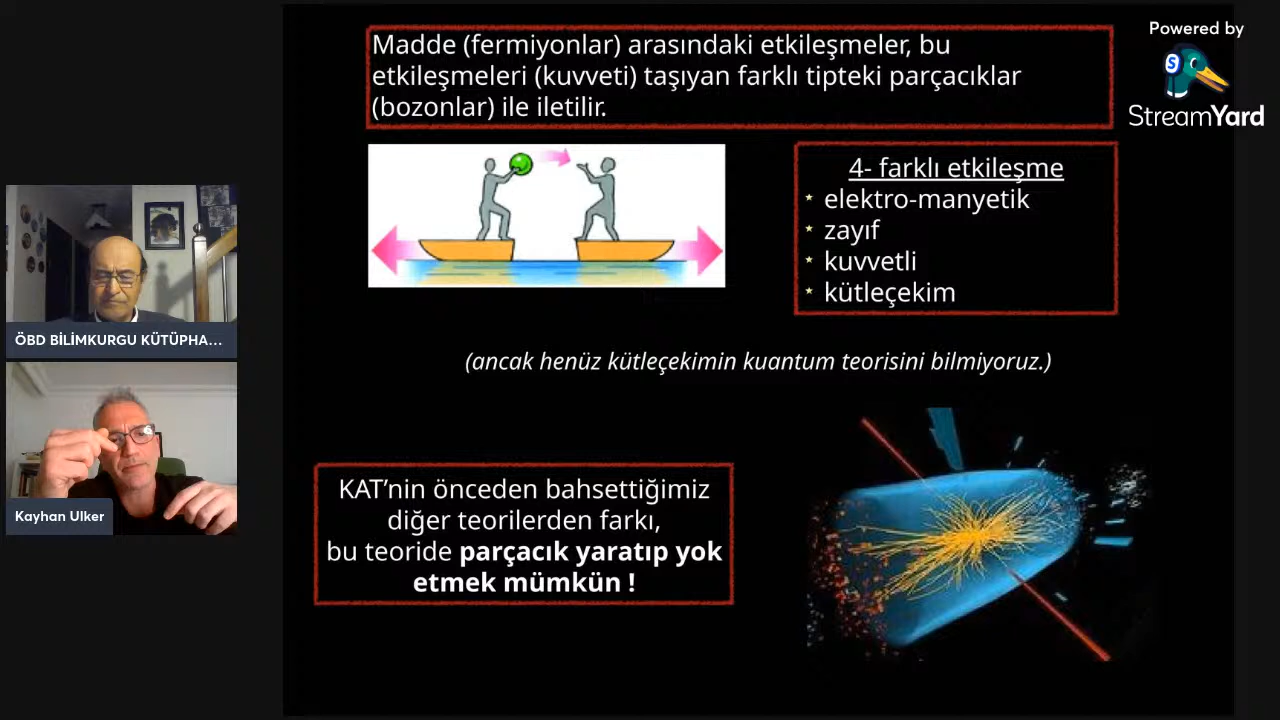 Madde (fermiyonlar) arasındaki etkileşmeler, bu
etkileşmeleri (kuvveti) taşıyan farklı tipteki parçacıklar
(bozonlar) ile iletilir.
Powered by
S
StreamYard
4- farklı etkileşme
* elektro-manyetik
* zayıf
* kuvvetli
* kütleçekim
ÖBD BİLİMKURGU KÜTÜPHA...
(ancak henüz kütleçekimin kuantum teorisini bilmiyoruz.)
Kayhan Ulker
KAT’nin önceden bahsettiğimiz
diğer teorilerden farkı,
bu teoride parçacık yaratıp yok
etmek mümkün !